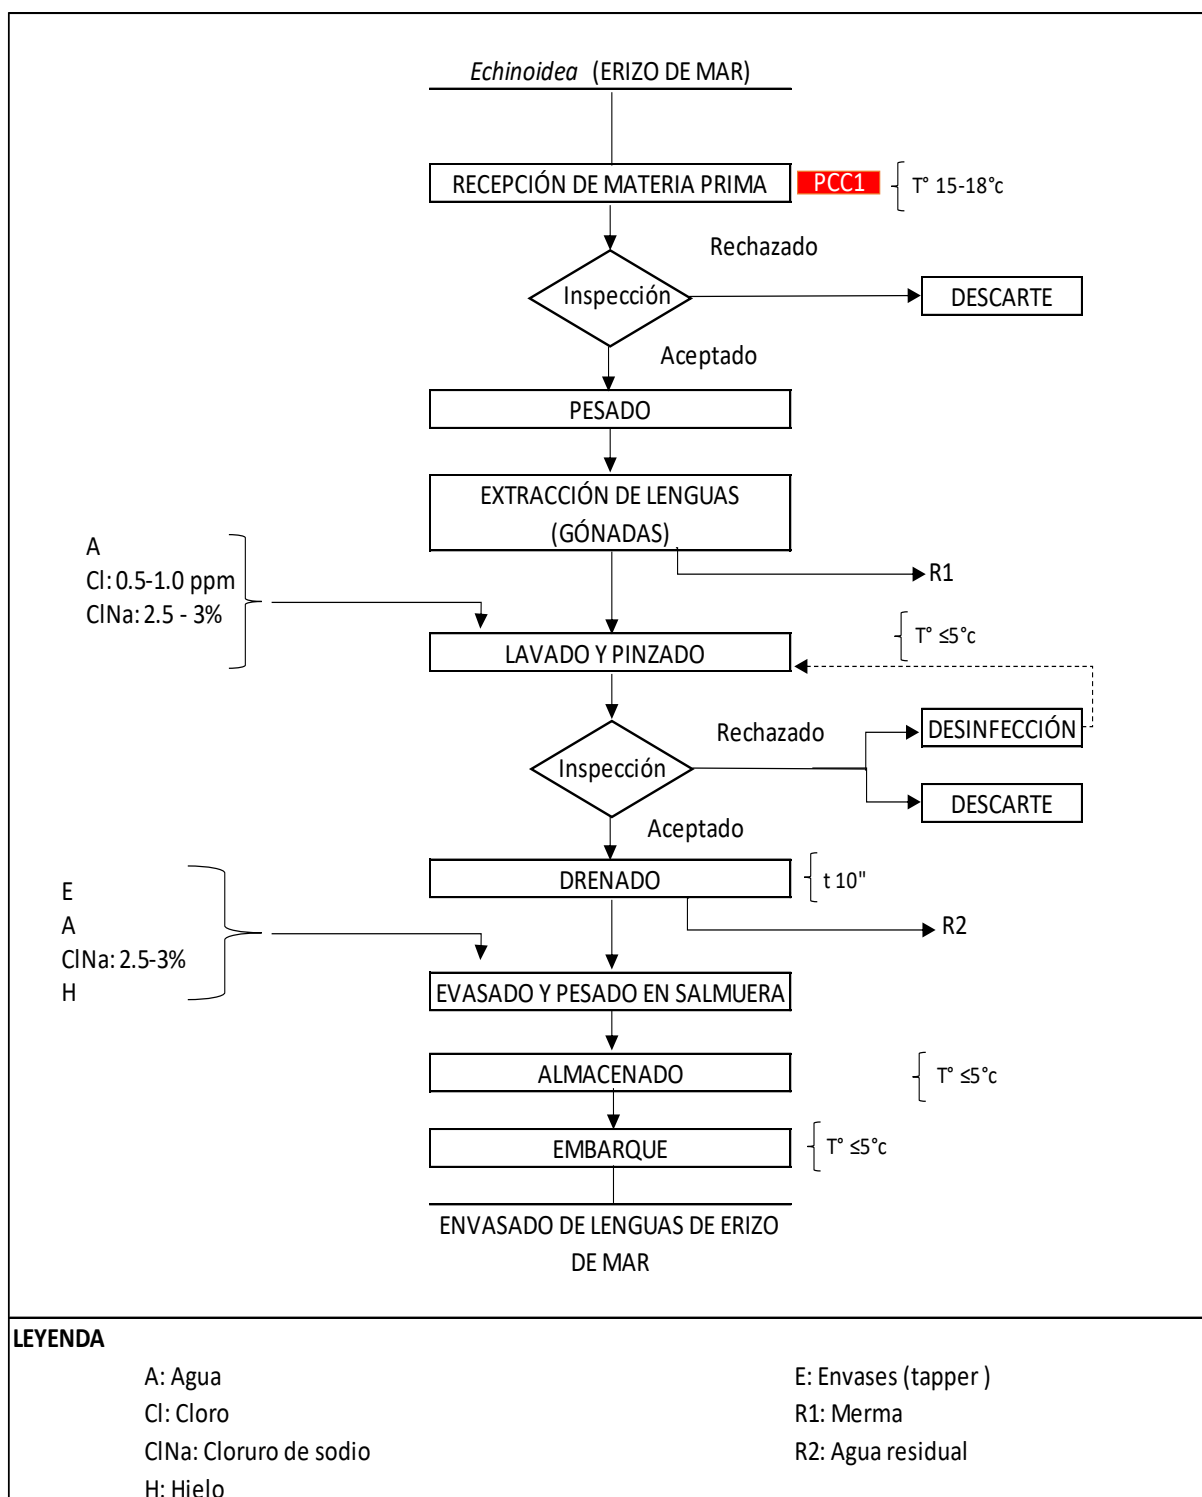 Echinoidea (ERIZO DE MAR)
RECEPCIÓN DE MATERIA PRIMA
PCC1
T° 15-18°c
Rechazado
Inspección
DESCARTE
Aceptado
PESADO
EXTRACCIÓN DE LENGUAS
(GÓNADAS)
A
Cl: 0.5-1.0 ppm
ClNa: 2.5 - 3%
R1
T° ≤5°c
LAVADO Y PINZADO
Rechazado
DESINFECCIÓN
Inspección
DESCARTE
Aceptado
DRENADO
t 10"
E
A
ClNa: 2.5-3%
H
R2
EVASADO Y PESADO EN SALMUERA
ALMACENADO
T° ≤5°c
EMBARQUE
T° ≤5°c
ENVASADO DE LENGUAS DE ERIZO
DE MAR
LEYENDA
A: Agua
Cl: Cloro
ClNa: Cloruro de sodio
H: Hielo
E: Envases (tapper )
R1: Merma
R2: Agua residual